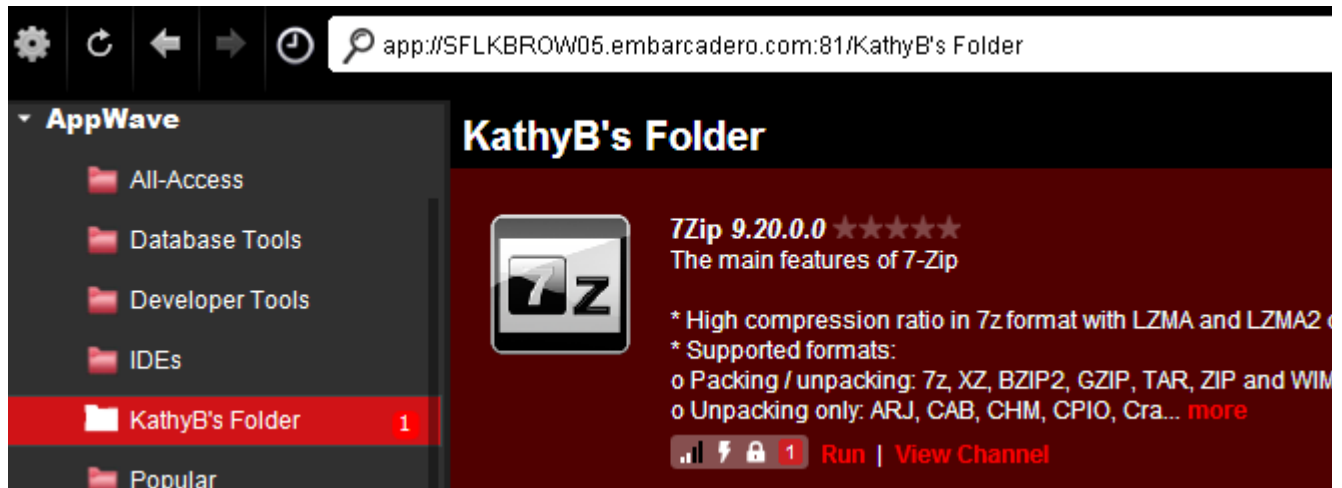 app://SFLKBROW05.embarcadero.com:81/KathyB's Folder
AppWave
All-Access
Database Tools
Developer Tools
IDEs
KathyB's Folder 1
Popular
KathyB's Folder
7z
7Zip 9.20.0.0
The main features of 7-Zip
* High compression ratio in 7z format with LZMA and LZMA2
* Supported formats:
o Packing / unpacking: 7z, XZ, BZIP2, GZIP, TAR, ZIP and WIM
o Unpacking only: ARJ, CAB, CHM, CPIO, Cra... more
1 Run | View Channel